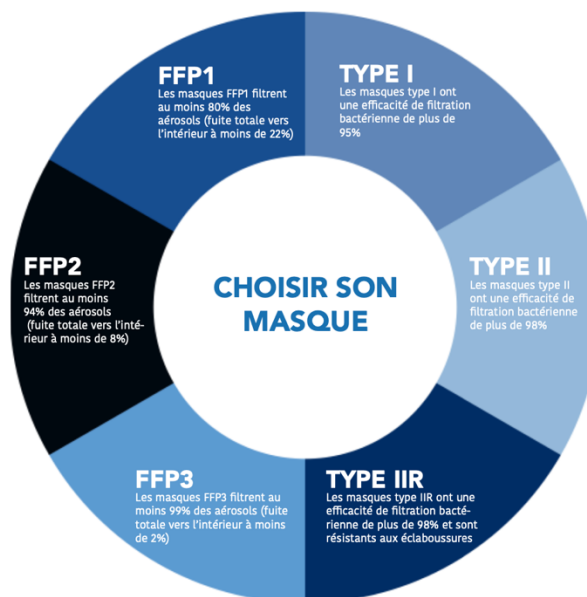 FFP1
Les masques FFP1 filtrent
au moins 80% des
aérosols (fuite totale vers
l'intérieur à moins de 22%)
TYPE I
Les masques type I ont
une efficacité de filtration
bactérienne de plus de
95%
FFP2
Les masques FFP2
filtrent au moins
94% des aérosols
(fuite totale vers l'inté-
rieur à moins de 8%)
CHOISIR SON
MASQUE
TYPE II
Les masques type II
ont une efficacité de
filtration bactérienne
de plus de 98%
FFP3
Les masques FFP3 filtrent au
moins 99% des aérosols (fuite
totale vers l'intérieur à moins
de 2%)
TYPE IIR
Les masques type IIR ont une
efficacité de filtration bacté-
rienne de plus de 98% et sont
résistants aux éclaboussures